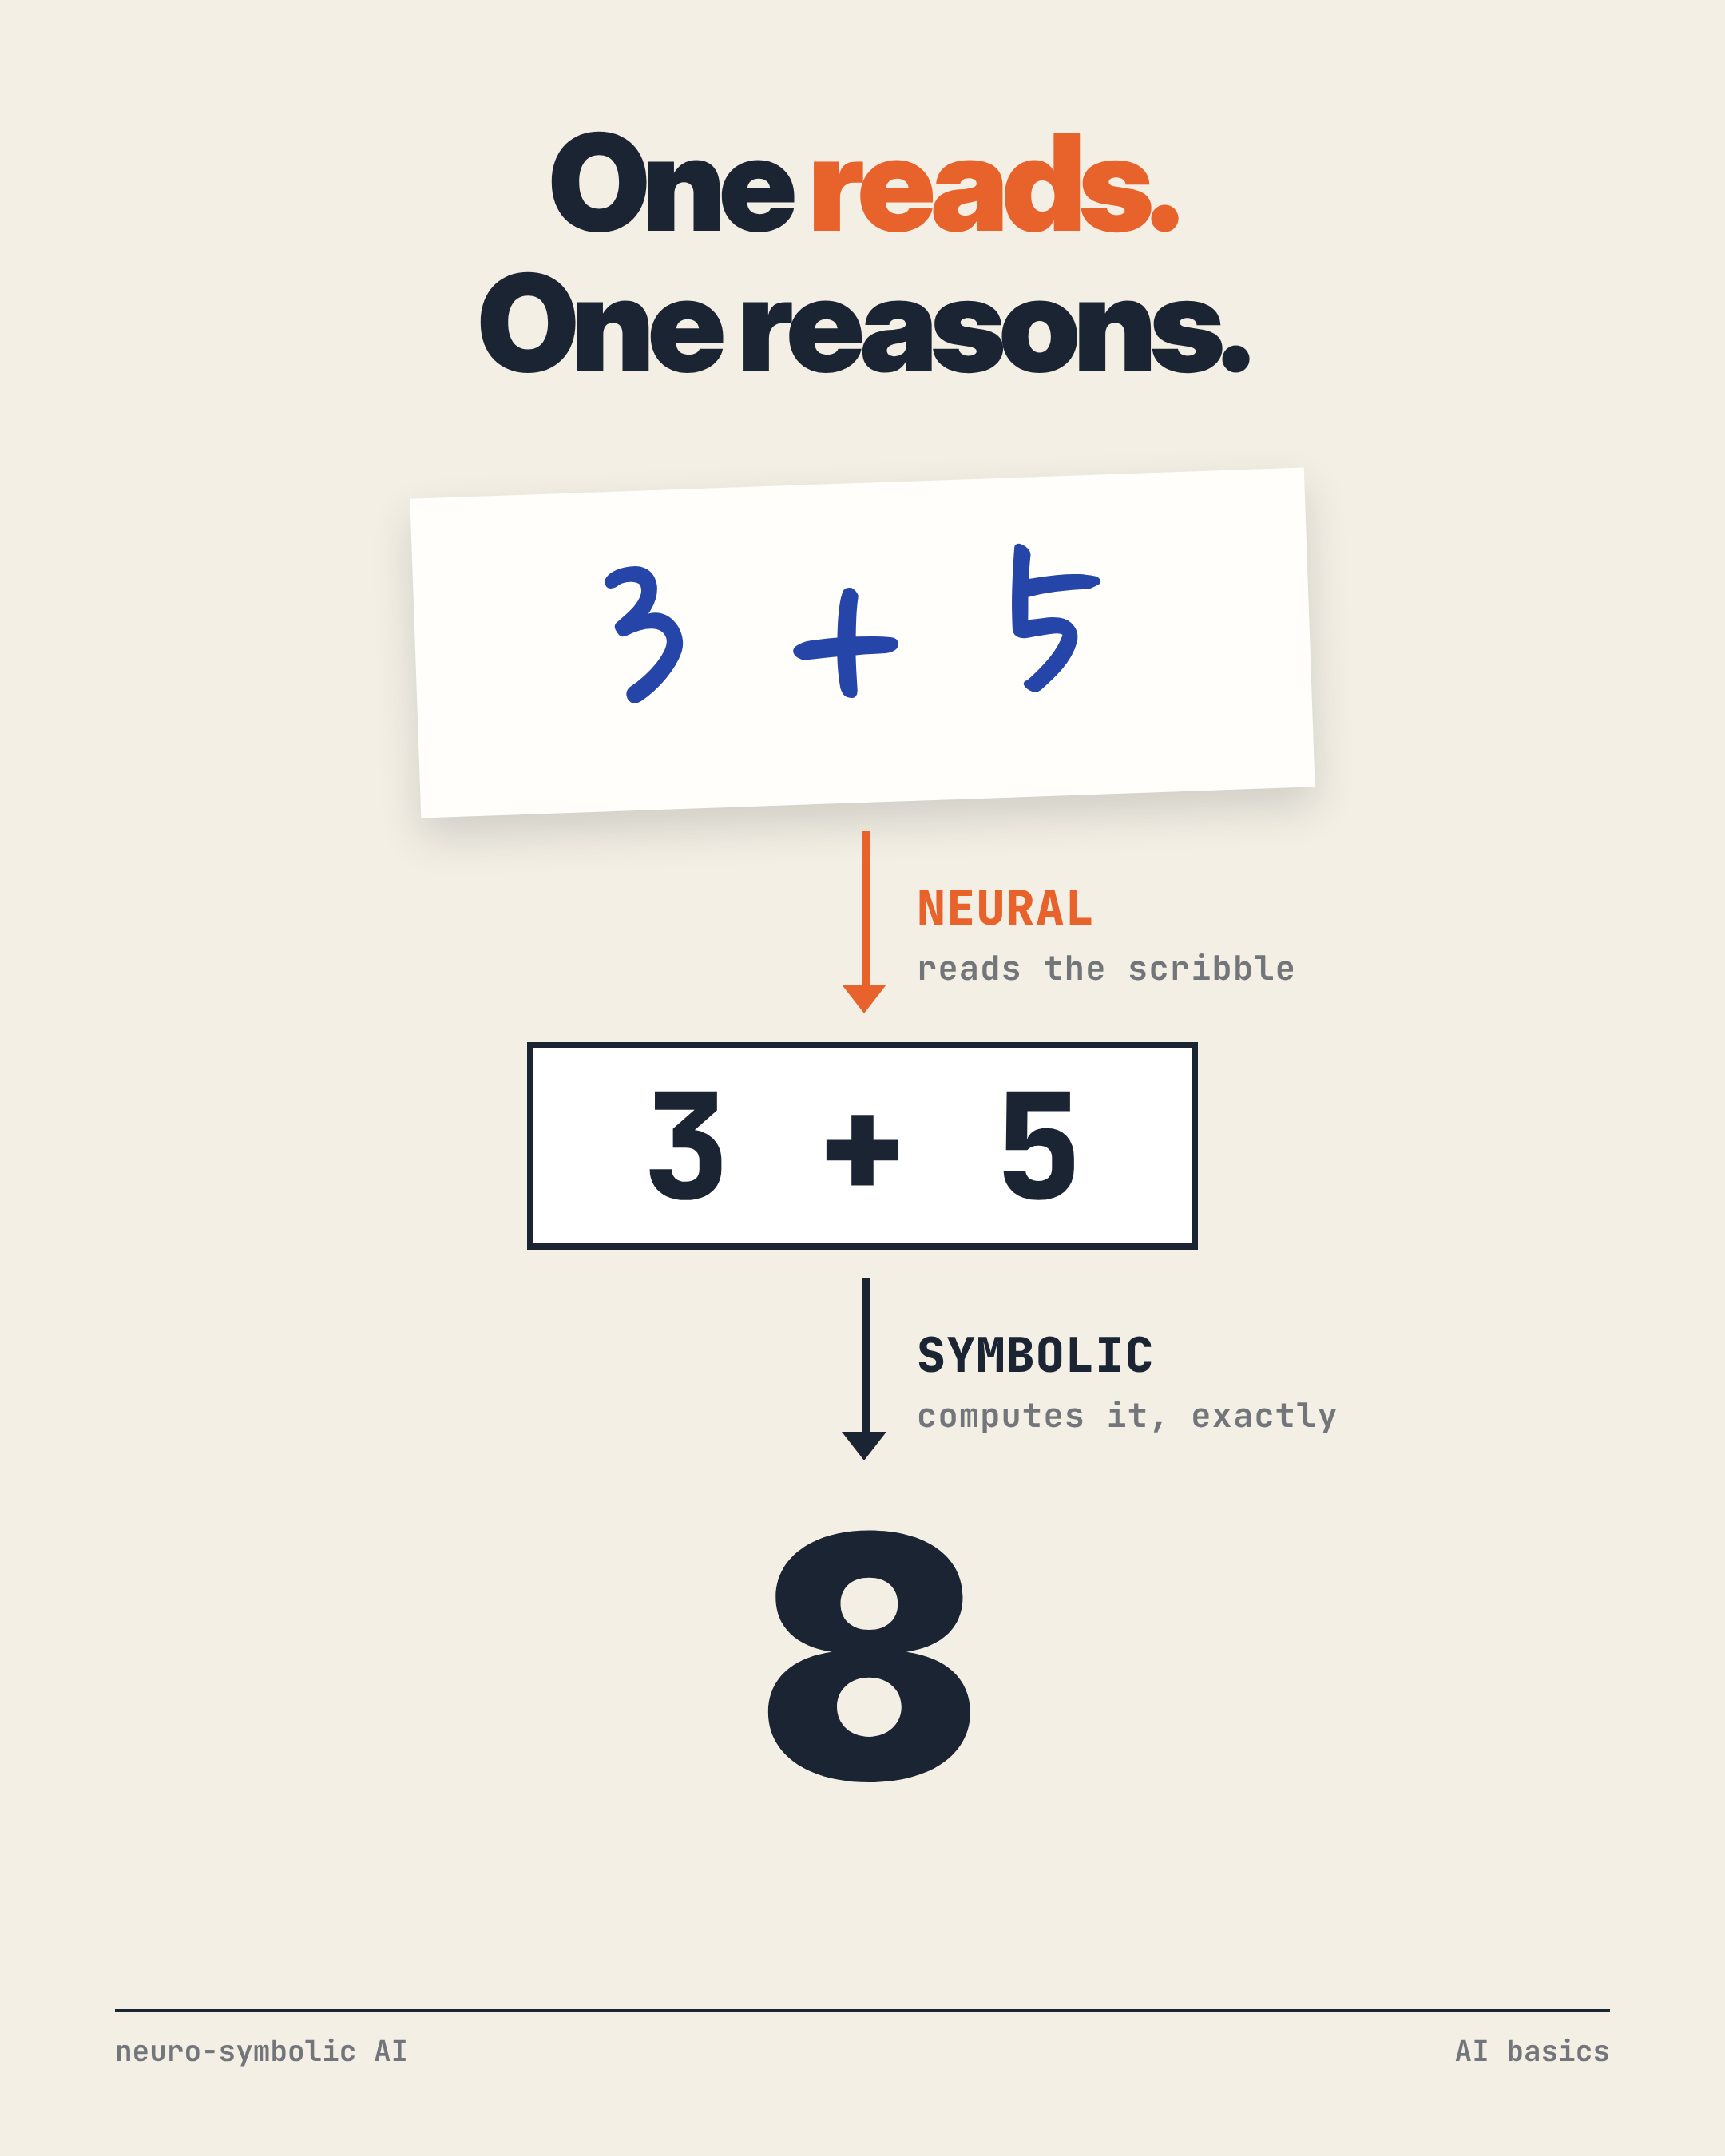 One reads.
One reasons.
3 + 5
NEURAL
reads the scribble
3 + 5
SYMBOLIC
computes it, exactly
8
neuro-symbolic AI
AI basics